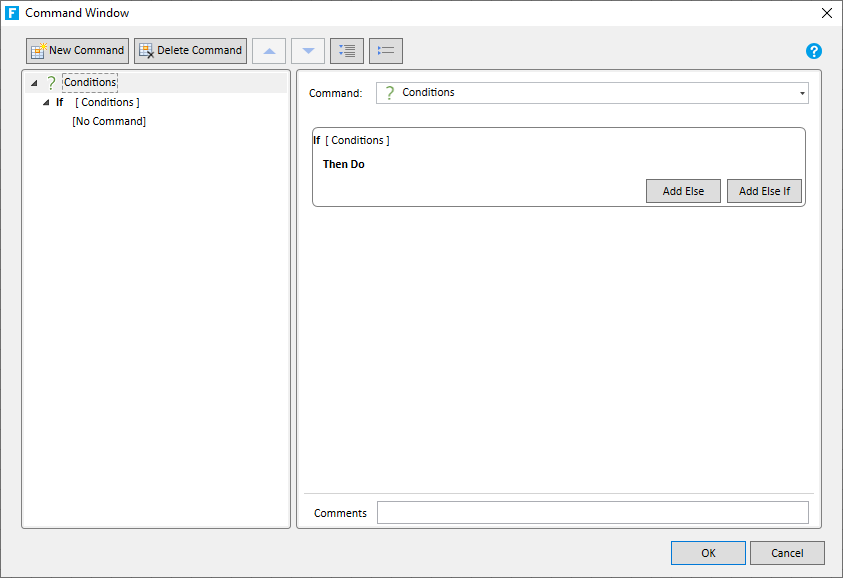 F Command Window
New Command Delete Command
?
? Conditions
If [ Conditions ]
[No Command]
Command: ? Conditions
If [ Conditions ]
Then Do
Add Else Add Else If
Comments
OK Cancel